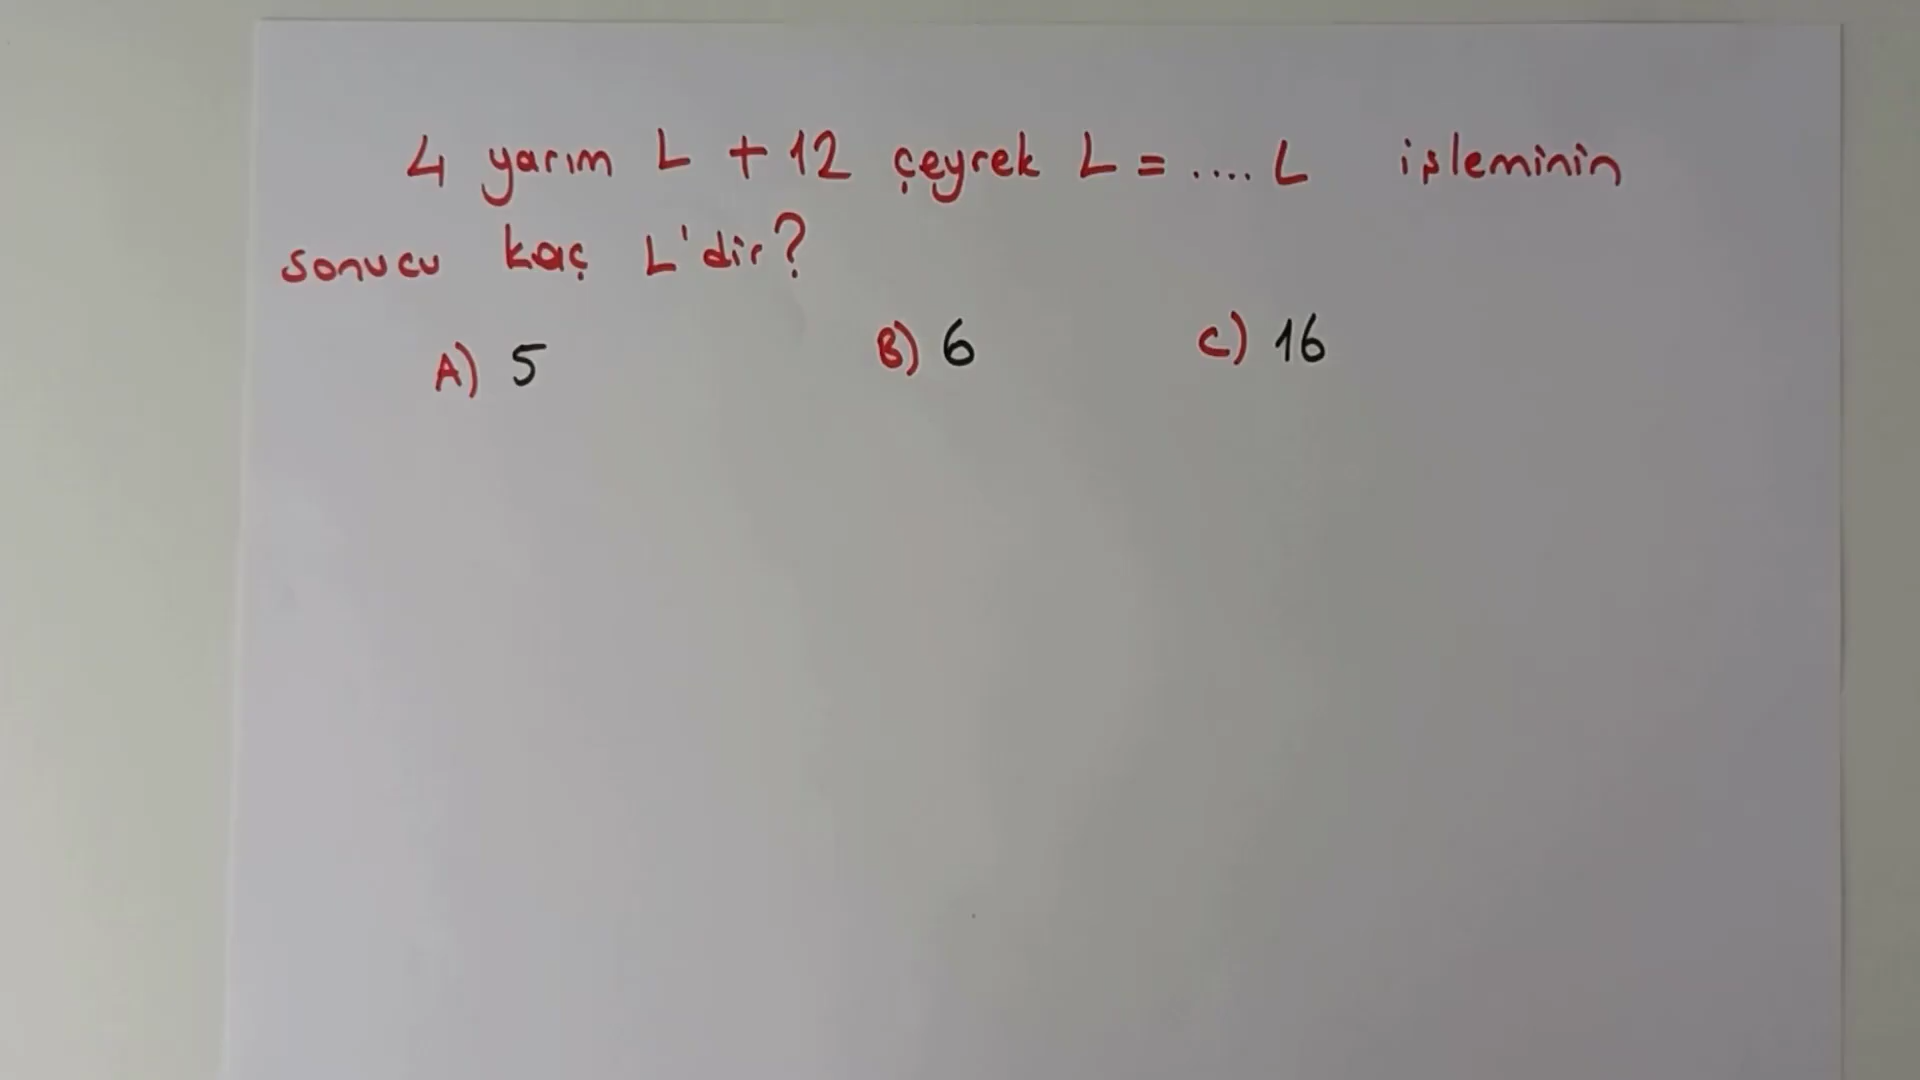 4 yarım L + 12 çeyrek L = .... L işleminin
sonucu kaç L'dir?
A) 5 B) 6 C) 16